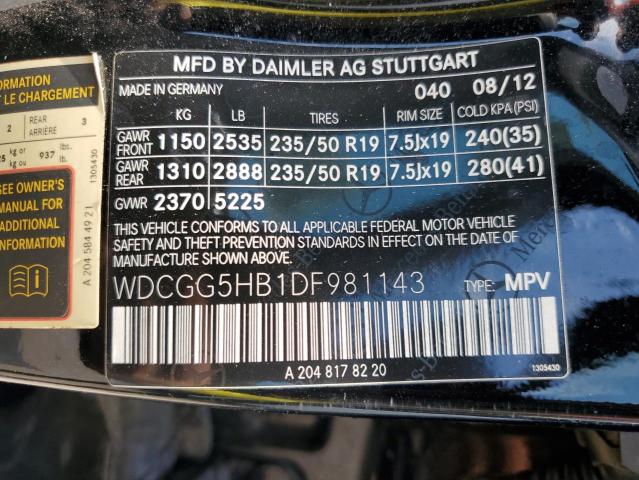 ORMATION
LE CHARGEMENT
2 REAR ARRIÈRE 3
kg or kg ou 937 lbs. lb.
1305430
SEE OWNER'S
MANUAL FOR
ADDITIONAL
INFORMATION
A 204 584 49 21
MFD BY DAIMLER AG STUTTGART
MADE IN GERMANY 040 08/12
KG LB TIRES RIM SIZE COLD KPA(PSI)
GAWR FRONT 1150 2535 235/50 R19 7.5Jx19 240(35)
GAWR REAR 1310 2888 235/50 R19 7.5Jx19 280(41)
GVWR 2370 5225
THIS VEHICLE CONFORMS TO ALL APPLICABLE FEDERAL MOTOR VEHICLE
SAFETY AND THEFT PREVENTION STANDARDS IN EFFECT ON THE DATE OF
MANUFACTURE SHOWN ABOVE.
WDCGG5HB1DF981143 TYPE: MPV
A 204 817 82 20
1305430